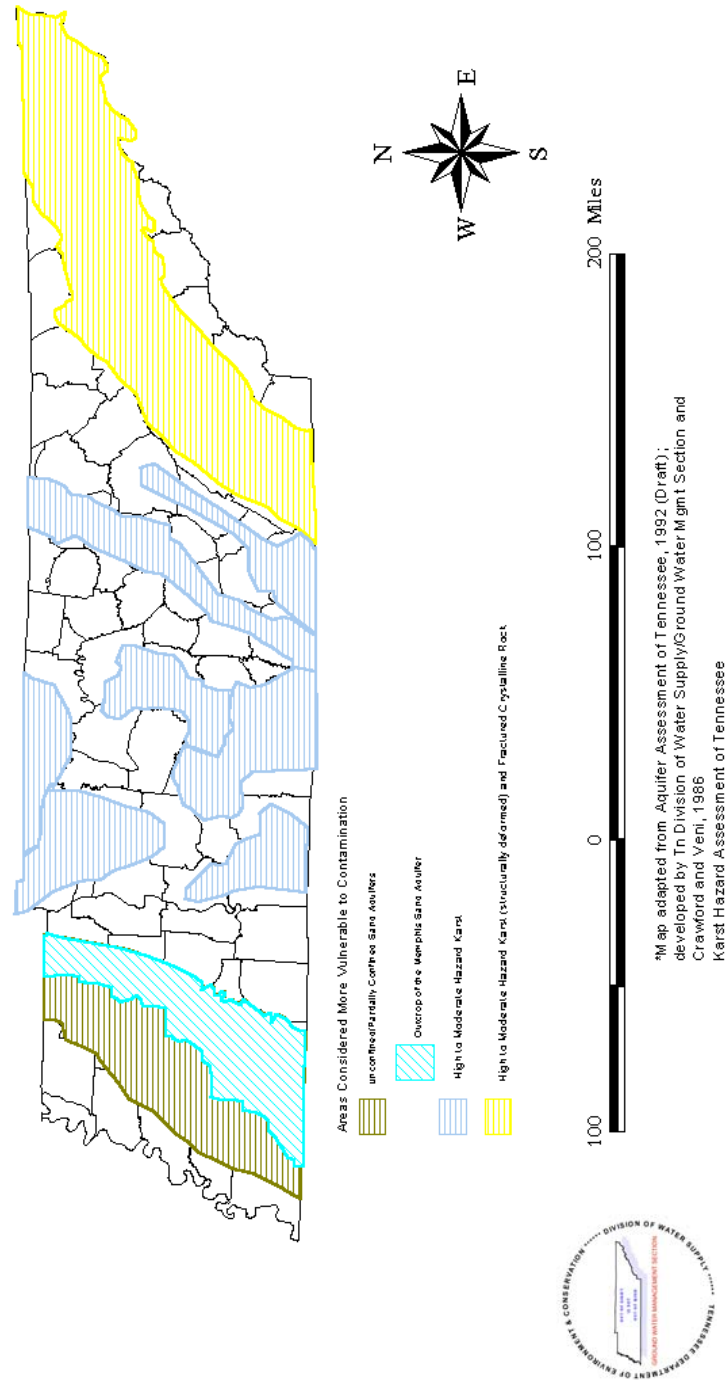 N
W E
S
Areas Considered More Vulnerable to Contamination
unconfined/Partially Confined Sand Aquifers
Outcrop of the Memphis Sand Aquifer
High to Moderate Hazard Karst
High to Moderate Hazard Karst (structurally deformed) and Fractured Crystalline Rock
100 0 100 200 Miles
*Map adapted from Aquifer Assessment of Tennessee, 1992 (Draft);
developed by Tn Division of Water Supply/Ground Water Mgmt Section and
Crawford and Veni, 1986
Karst Hazard Assessment of Tennessee
TENNESSEE DEPARTMENT OF ENVIRONMENT & CONSERVATION ****** DIVISION OF WATER SUPPLY ******
GROUND WATER MANAGEMENT SECTION